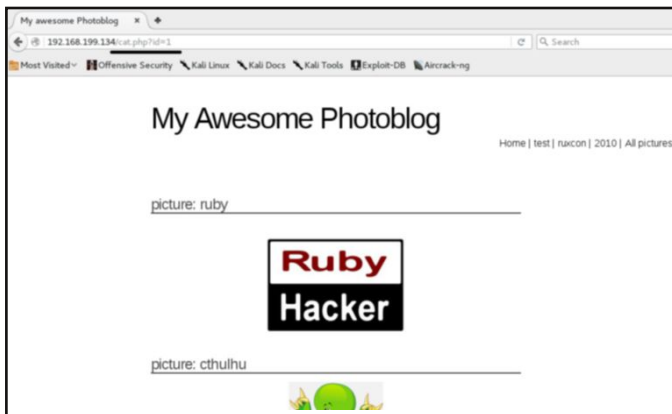 My awesome Photoblog
192.168.199.134/cat.php?id=1
Search
Most Visited
Offensive Security
Kali Linux
Kali Docs
Kali Tools
Exploit-DB
Aircrack-ng
My Awesome Photoblog
Home | test | ruxcon | 2010 | All pictures
picture: ruby
Ruby
Hacker
picture: cthulhu